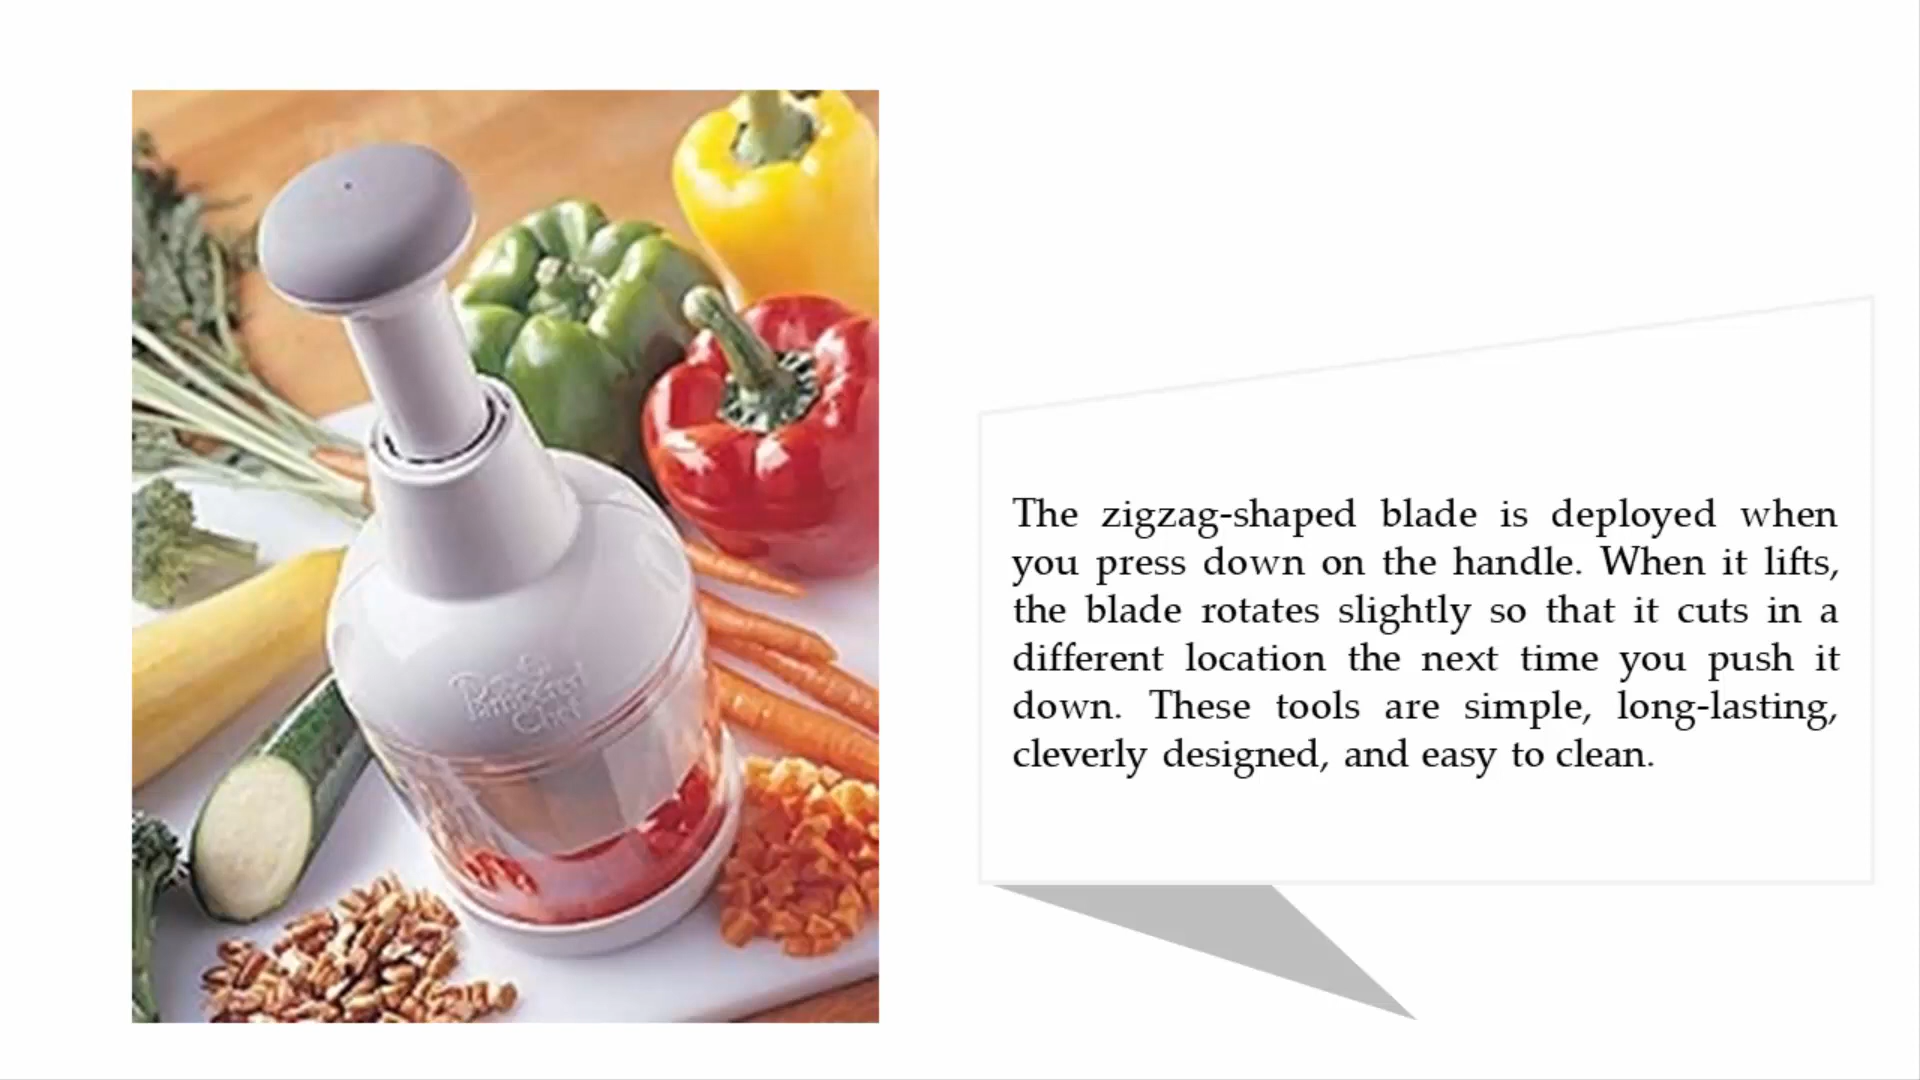 The zigzag-shaped blade is deployed when
you press down on the handle. When it lifts,
the blade rotates slightly so that it cuts in a
different location the next time you push it
down. These tools are simple, long-lasting,
cleverly designed, and easy to clean.
Pampered
Chef